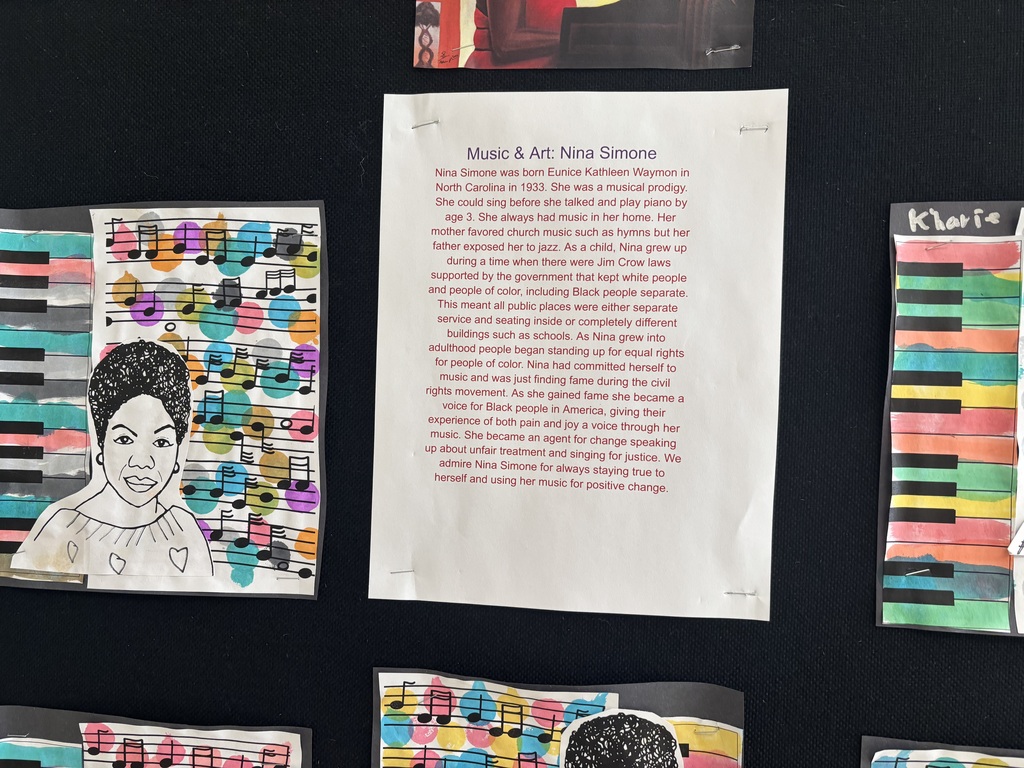 Music & Art: Nina Simone
Nina Simone was born Eunice Kathleen Waymon in
North Carolina in 1933. She was a musical prodigy.
She could sing before she talked and play piano by
age 3. She always had music in her home. Her
mother favored church music such as hymns but her
father exposed her to jazz. As a child, Nina grew up
during a time when there were Jim Crow laws
supported by the government that kept white people
and people of color, including Black people separate.
This meant all public places were either separate
service and seating inside or completely different
buildings such as schools. As Nina grew into
adulthood people began standing up for equal rights
for people of color. Nina had committed herself to
music and was just finding fame during the civil
rights movement. As she gained fame she became a
voice for Black people in America, giving their
experience of both pain and joy a voice through her
music. She became an agent for change speaking
up about unfair treatment and singing for justice. We
admire Nina Simone for always staying true to
herself and using her music for positive change.
Kharis